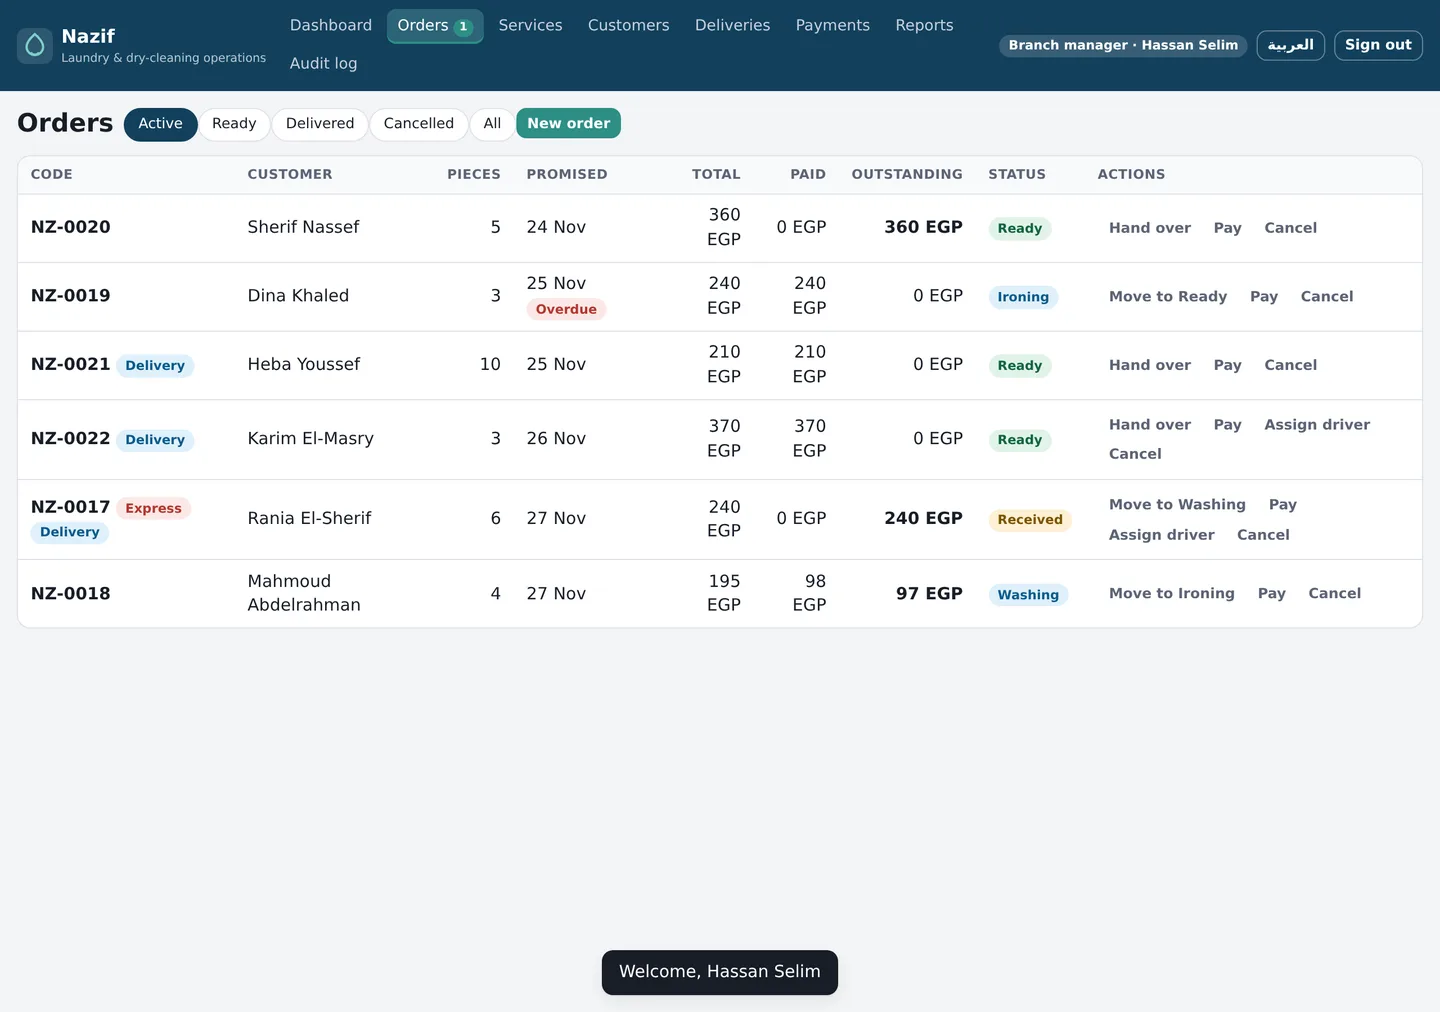 Nazif
Laundry & dry-cleaning operations
Dashboard Orders 1 Services Customers Deliveries Payments Reports
Audit log
Branch manager · Hassan Selim العربية Sign out
Orders Active Ready Delivered Cancelled All New order
CODE CUSTOMER PIECES PROMISED TOTAL PAID OUTSTANDING STATUS ACTIONS
NZ-0020 Sherif Nassef 5 24 Nov 360 EGP 0 EGP 360 EGP Ready Hand over Pay Cancel
NZ-0019 Dina Khaled 3 25 Nov Overdue 240 EGP 240 EGP 0 EGP Ironing Move to Ready Pay Cancel
NZ-0021 Delivery Heba Youssef 10 25 Nov 210 EGP 210 EGP 0 EGP Ready Hand over Pay Cancel
NZ-0022 Delivery Karim El-Masry 3 26 Nov 370 EGP 370 EGP 0 EGP Ready Hand over Pay Assign driver Cancel
NZ-0017 Express Delivery Rania El-Sherif 6 27 Nov 240 EGP 0 EGP 240 EGP Received Move to Washing Pay Assign driver Cancel
NZ-0018 Mahmoud Abdelrahman 4 27 Nov 195 EGP 98 EGP 97 EGP Washing Move to Ironing Pay Cancel
Welcome, Hassan Selim